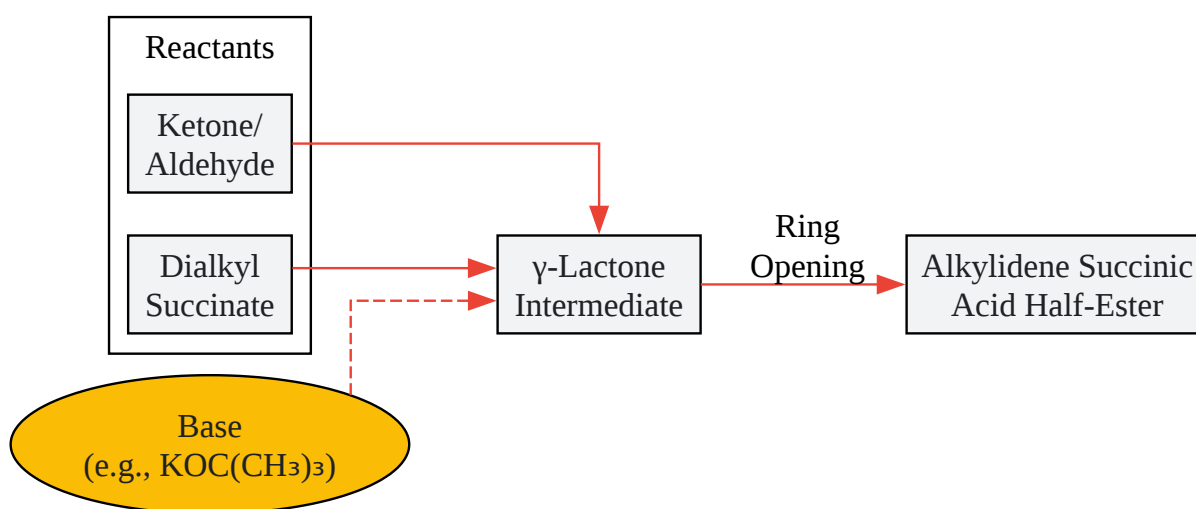 Reactants
Ketone/
Aldehyde
Dialkyl
Succinate
Base
(e.g., KOC(CH₃)₃)
γ-Lactone
Intermediate
Ring
Opening
Alkylidene Succinic
Acid Half-Ester